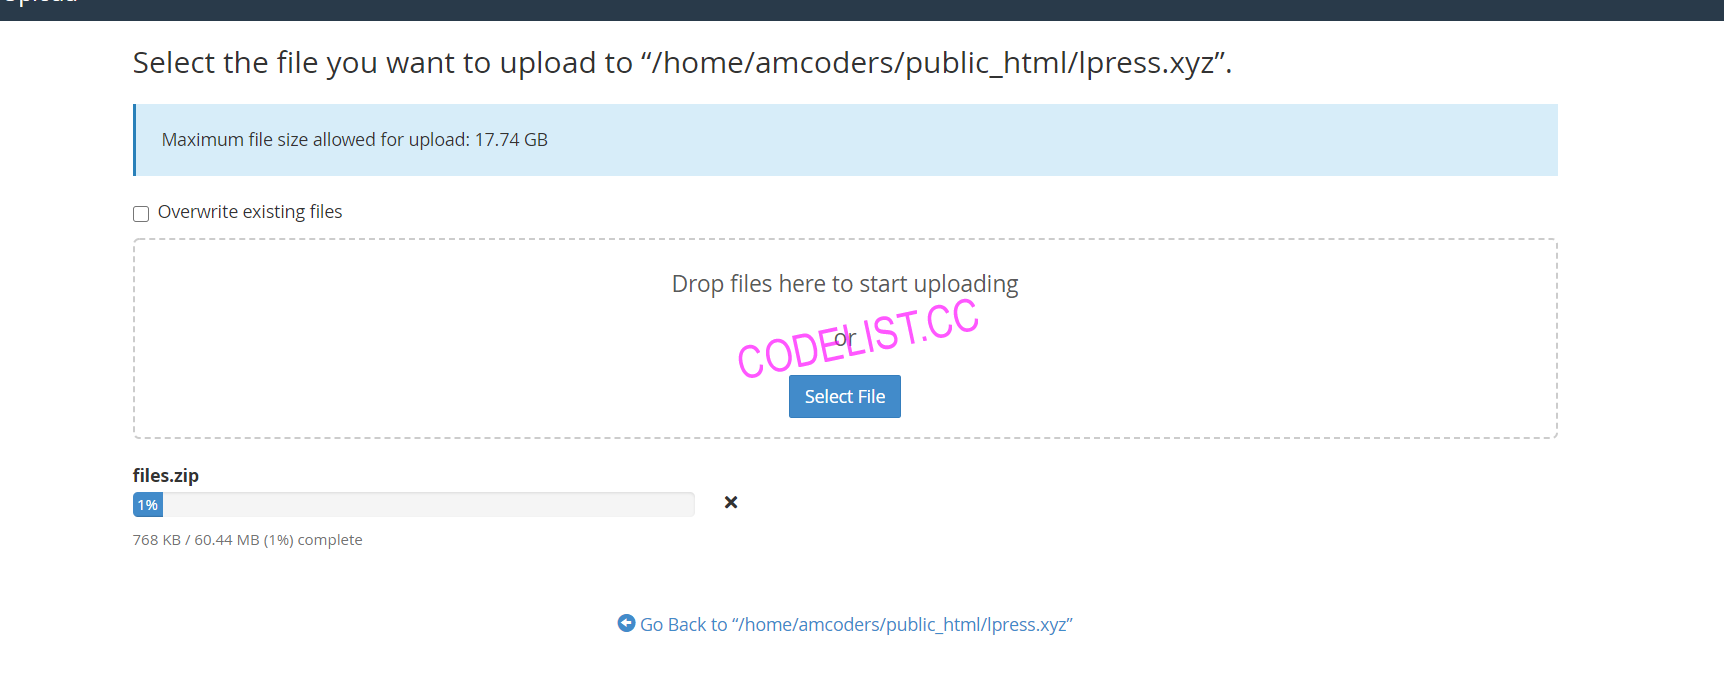 Upload
Select the file you want to upload to “/home/amcoders/public_html/lpress.xyz”.
Maximum file size allowed for upload: 17.74 GB
Overwrite existing files
Drop files here to start uploading
or
CODELIST.CC
Select File
files.zip
1%
768 KB / 60.44 MB (1%) complete
Go Back to “/home/amcoders/public_html/lpress.xyz”